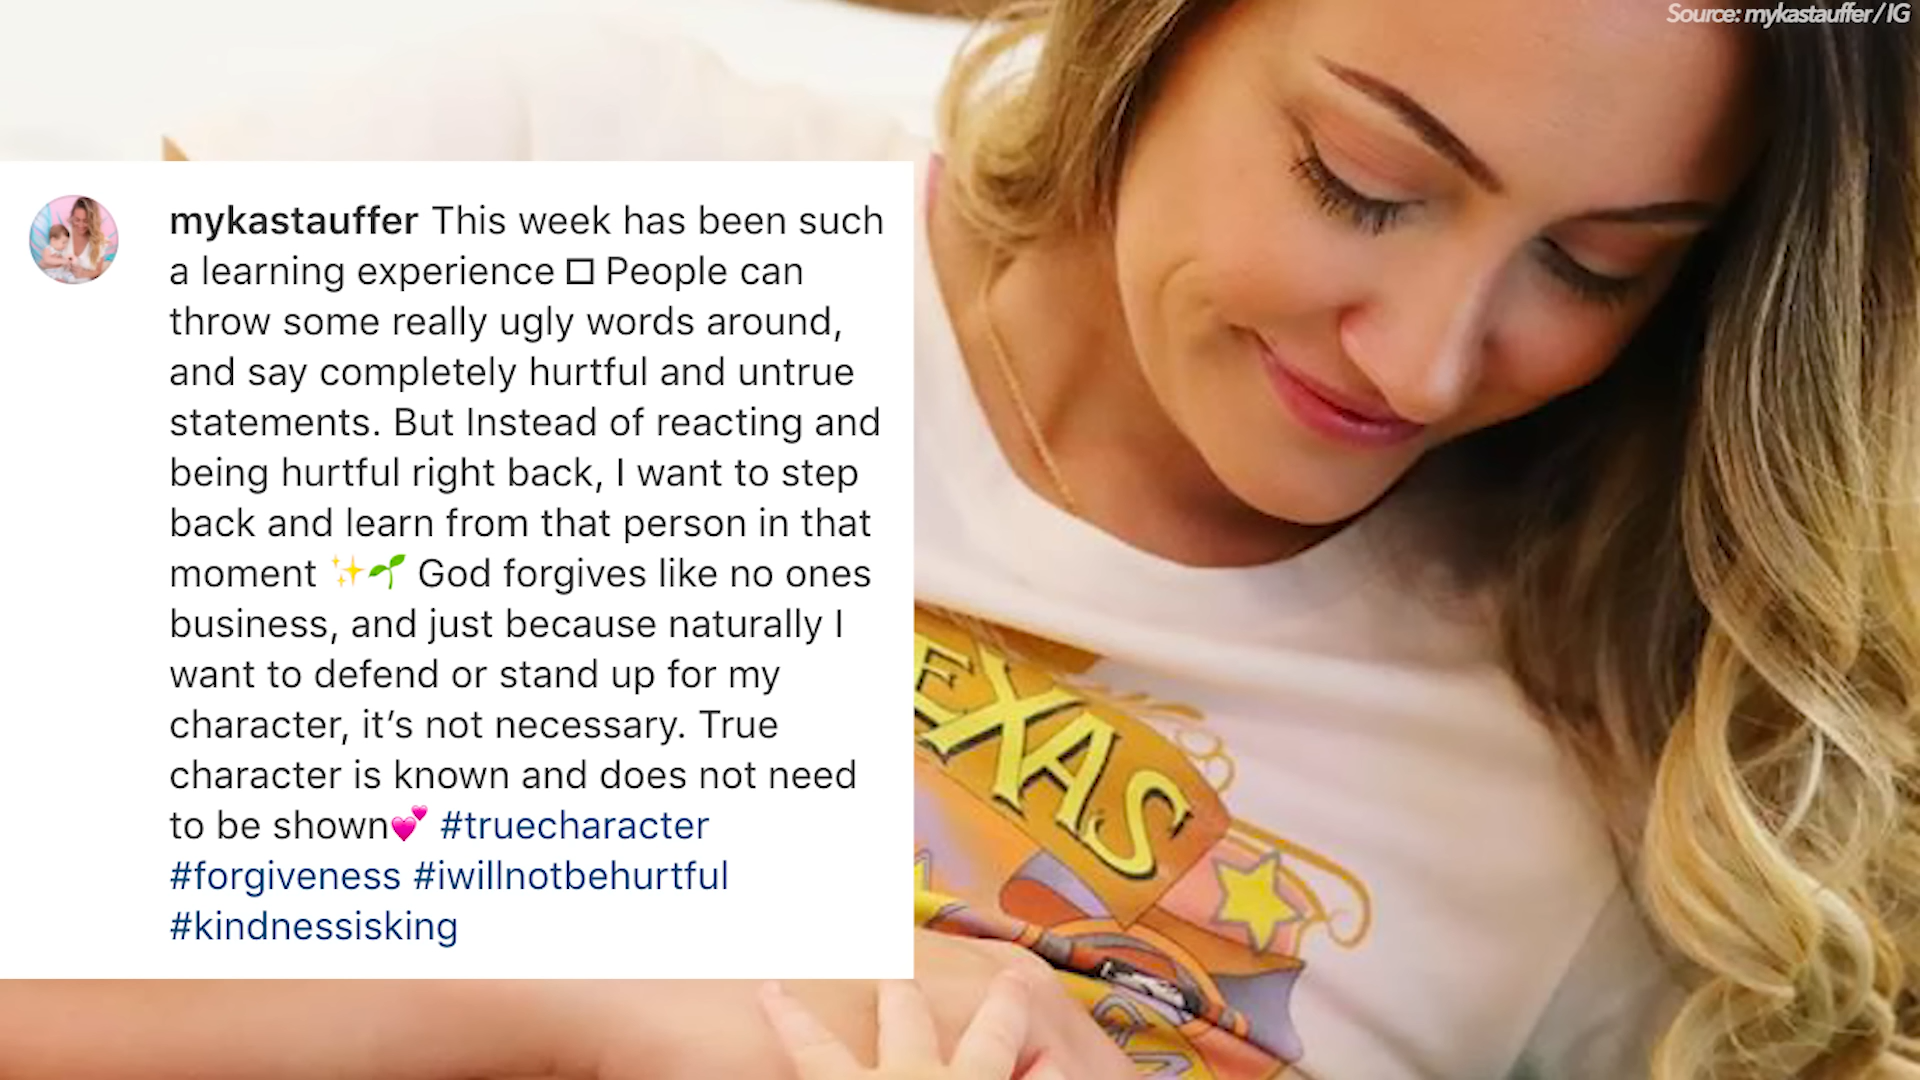 Source: mykastauffer / IG
mykastauffer This week has been such
a learning experience □ People can
throw some really ugly words around,
and say completely hurtful and untrue
statements. But Instead of reacting and
being hurtful right back, I want to step
back and learn from that person in that
moment ✨🌱 God forgives like no ones
business, and just because naturally I
want to defend or stand up for my
character, it’s not necessary. True
character is known and does not need
to be shown💕 #truecharacter
#forgiveness #iwillnotbehurtful
#kindnessisking
EXAS